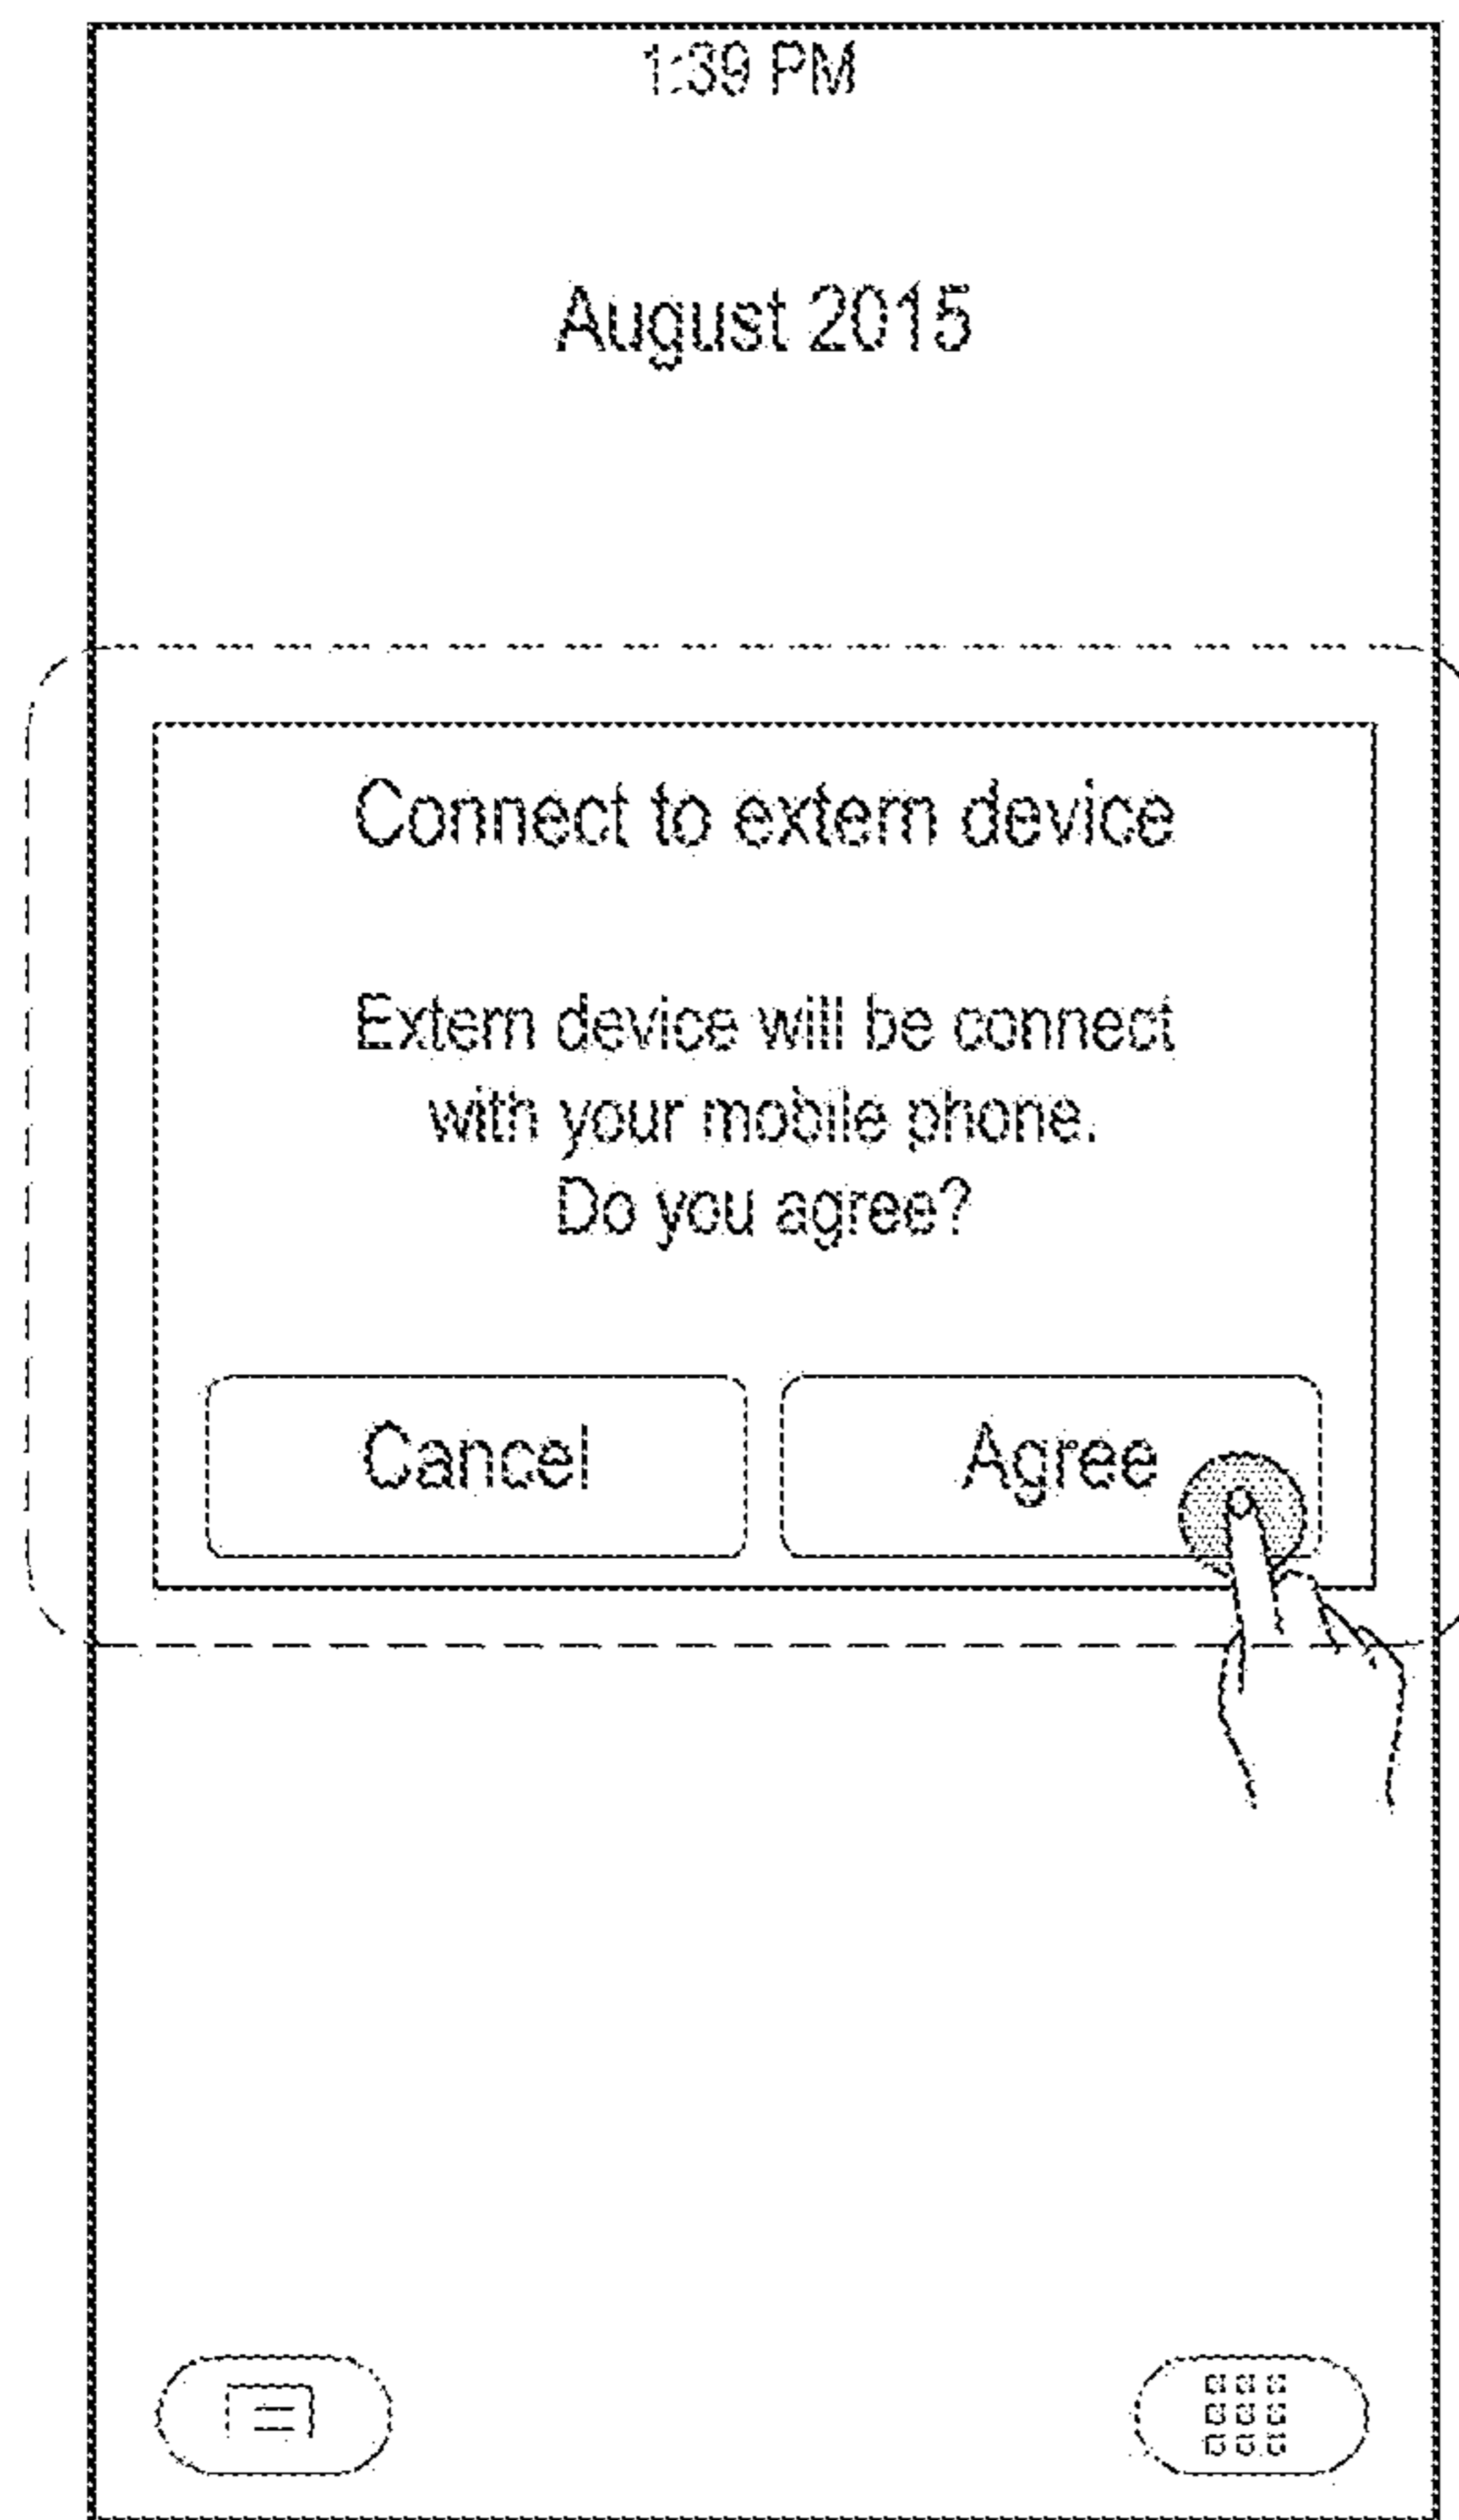 1:39 PM
August 2015
Connect to extern device
Extern device will be connect
with your mobile phone.
Do you agree?
Cancel
Agree